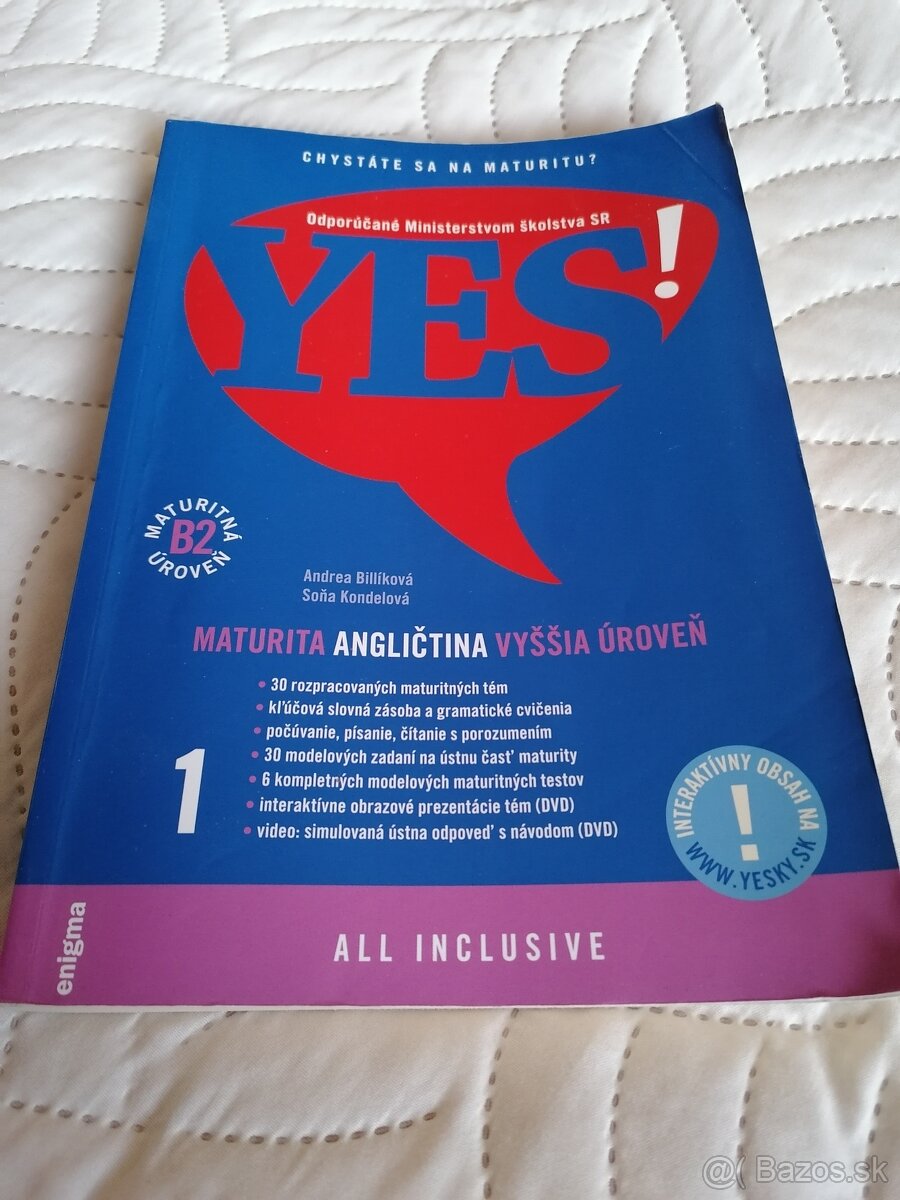 CHYSTÁTE SA NA MATURITU?
Odporúčané Ministerstvom školstva SR
YES!
MATURITNÁ
B2
ÚROVEŇ
Andrea Billíková
Soňa Kondelová
MATURITA ANGLIČTINA VYŠŠIA ÚROVEŇ
• 30 rozpracovaných maturitných tém
• kľúčová slovná zásoba a gramatické cvičenia
• počúvanie, písanie, čítanie s porozumením
• 30 modelových zadaní na ústnu časť maturity
• 6 kompletných modelových maturitných testov
• interaktívne obrazové prezentácie tém (DVD)
• video: simulovaná ústna odpoveď s návodom (DVD)
1
INTERAKTÍVNY OBSAH NA
!
WWW.YESKY.SK
enigma
ALL INCLUSIVE
@( Bazos.sk